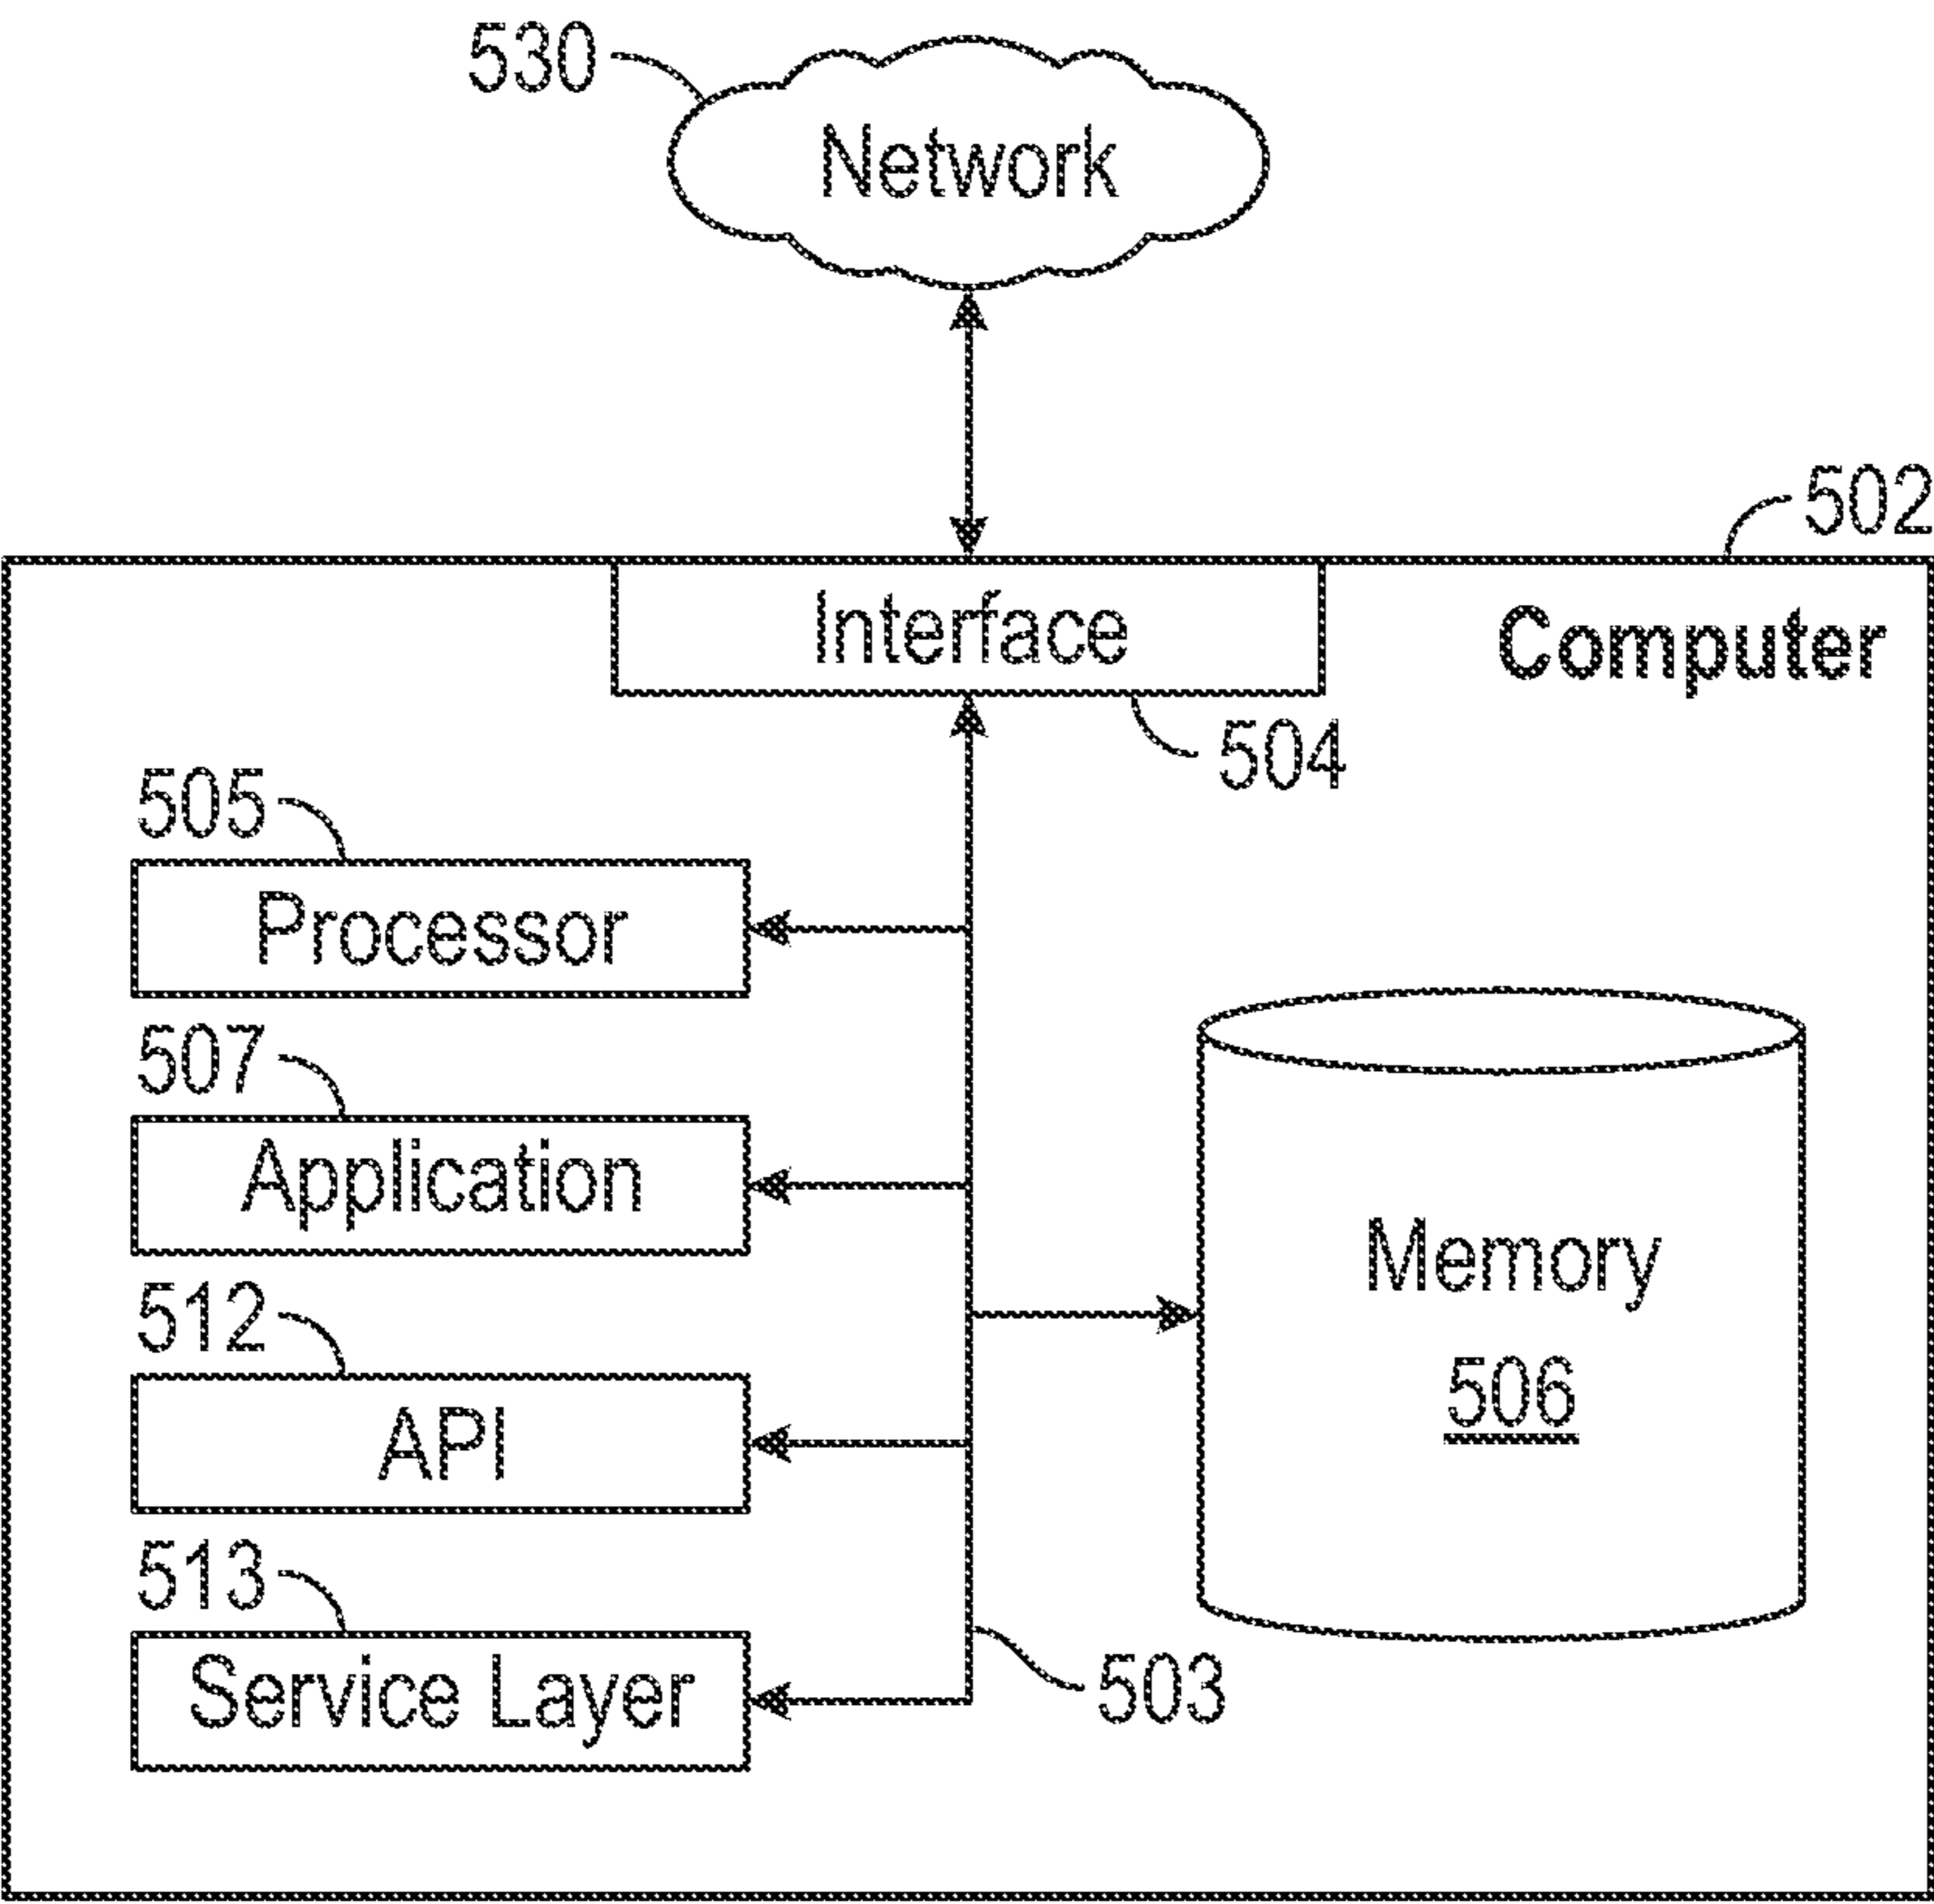 530
Network
502
Interface
Computer
504
505
Processor
507
Application
Memory
506
512
API
513
Service Layer
503